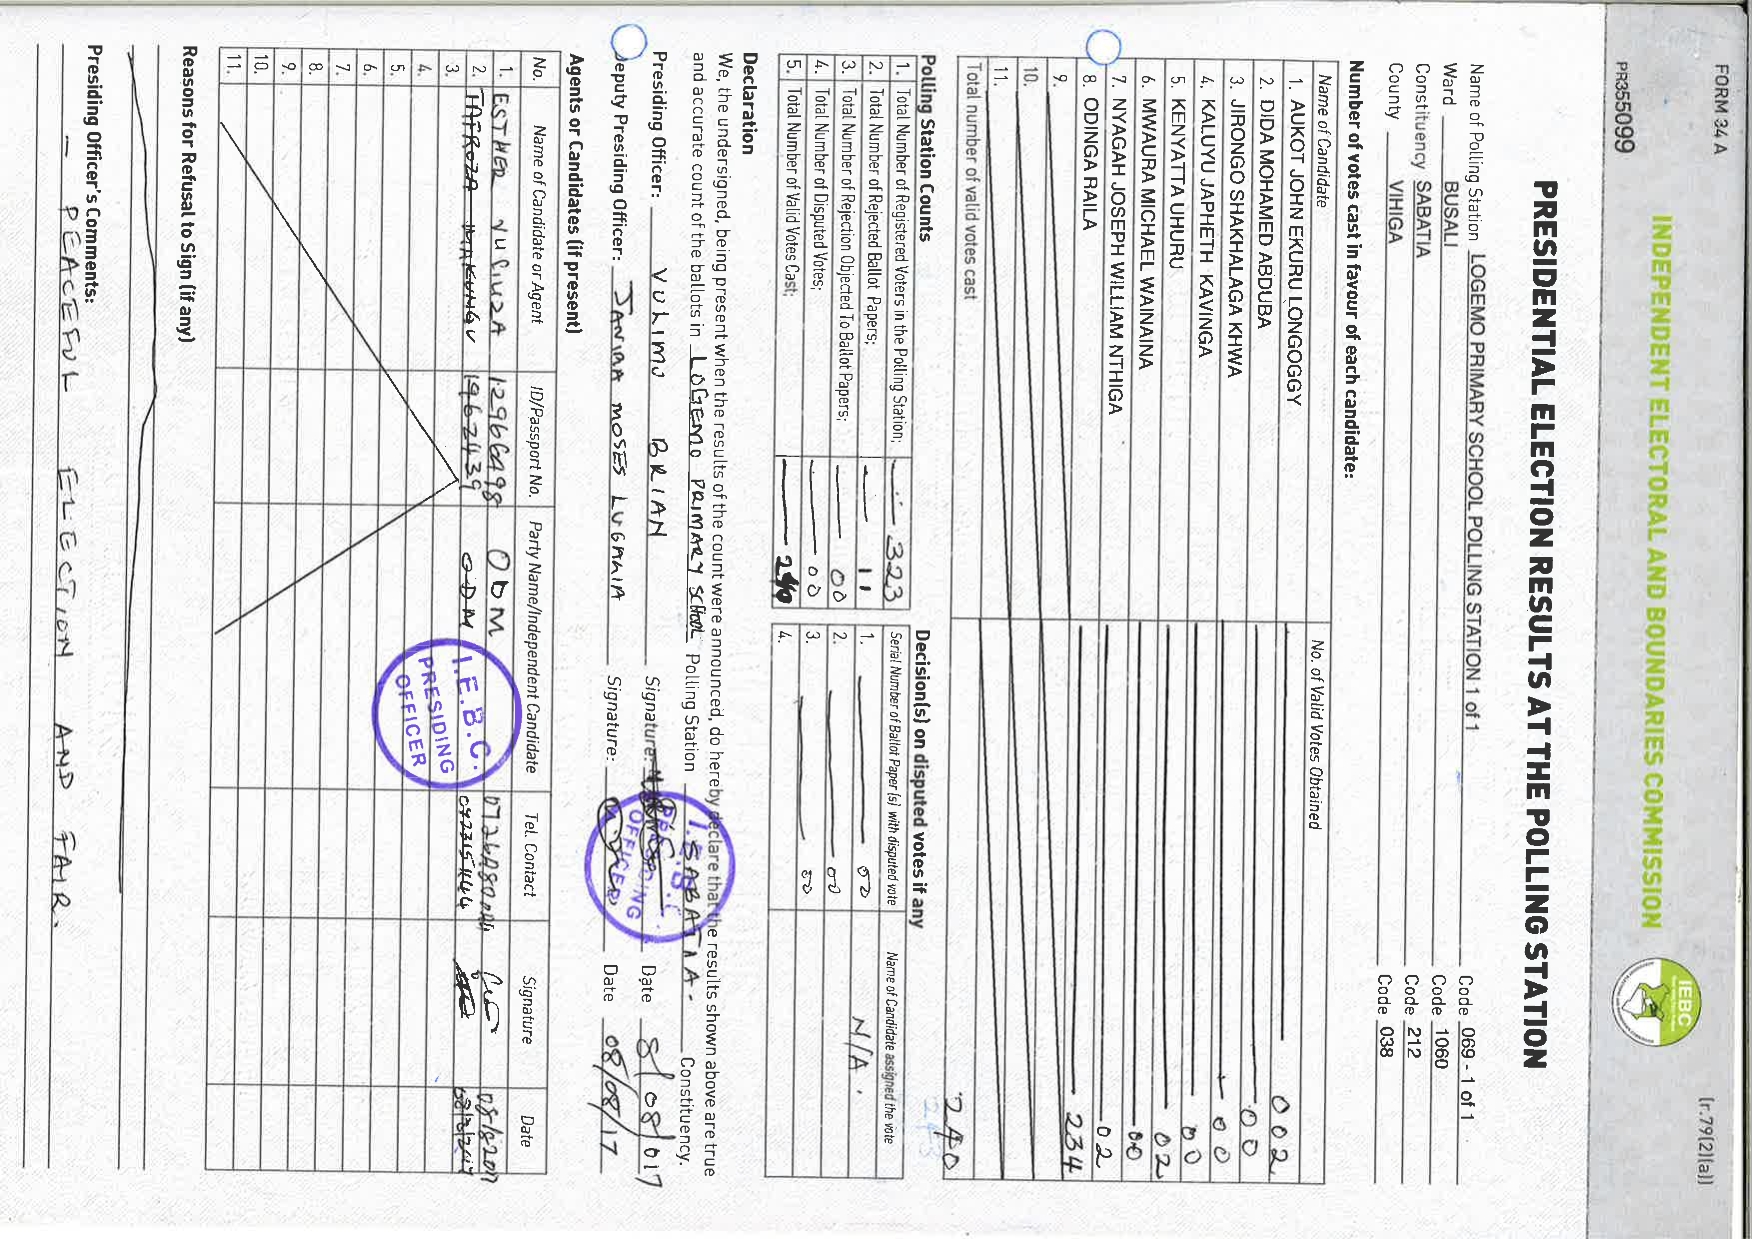 FORM 34 A
(r.79(2)(a))
INDEPENDENT ELECTORAL AND BOUNDARIES COMMISSION
IEBC
PR355099
PRESIDENTIAL ELECTION RESULTS AT THE POLLING STATION
Name of Polling Station LOGEMO PRIMARY SCHOOL POLLING STATION 1 of 1 Code 069 - 1 of 1
Ward BUSALI Code 1060
Constituency SABATIA Code 212
County VIHIGA Code 038
Number of votes cast in favour of each candidate:
Name of Candidate No. of Valid Votes Obtained
1. AUKOT JOHN EKURU LONGOGGY 002
2. DIDA MOHAMED ABDUBA 00
3. JIRONGO SHAKHALAGA KHWA 00
4. KALUYU JAPHETH KAVINGA 00
5. KENYATTA UHURU 02
6. MWAURA MICHAEL WAINAINA 00
7. NYAGAH JOSEPH WILLIAM NTHIGA 02
8. ODINGA RAILA 234
9.
10.
11.
Total number of valid votes cast 240
Polling Station Counts
1. Total Number of Registered Voters in the Polling Station: 323
2. Total Number of Rejected Ballot Papers; 11
3. Total Number of Rejection Objected To Ballot Papers; 00
4. Total Number of Disputed Votes; 00
5. Total Number of Valid Votes Cast; 240
Decision(s) on disputed votes if any
Serial Number of Ballot Paper (s) with disputed vote Name of Candidate assigned the vote
1. 00 N/A.
2. 00
3. 00
4.
Declaration
We, the undersigned, being present when the results of the count were announced, do hereby declare that the results shown above are true
and accurate count of the ballots in LOGEMO PRIMARY SCHOOL Polling Station SABATIA. Constituency.
Presiding Officer: VULIMU BRIAN Signature: Date 8/08/017
Deputy Presiding Officer: MOSES Signature: Date 08/08/17
I.E.B.C.
PRESIDING
OFFICER
Agents or Candidates (if present)
No. Name of Candidate or Agent ID/Passport No. Party Name/Independent Candidate Tel. Contact Signature Date
1. ESTHER 12966498 ODM 08/8/2017
2. 19624439 ODM
3.
4.
5.
6.
7.
8.
9.
10.
11.
I.E.B.C.
PRESIDING
OFFICER
Reasons for Refusal to Sign (if any)
Presiding Officer's Comments:
— PEACEFUL ELECTION AND FAIR.